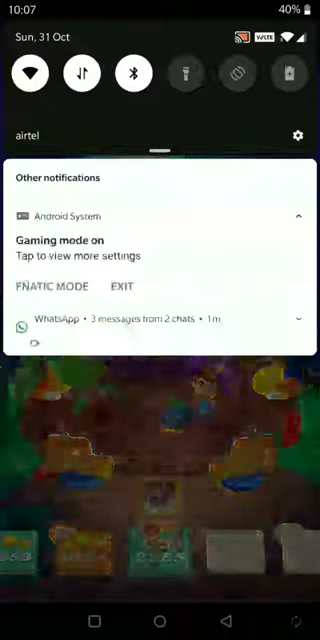 10:07
40%
Sun, 31 Oct
VoLTE
airtel
Other notifications
Android System
Gaming mode on
Tap to view more settings
FNATIC MODE EXIT
WhatsApp • 3 messages from 2 chats • 1m